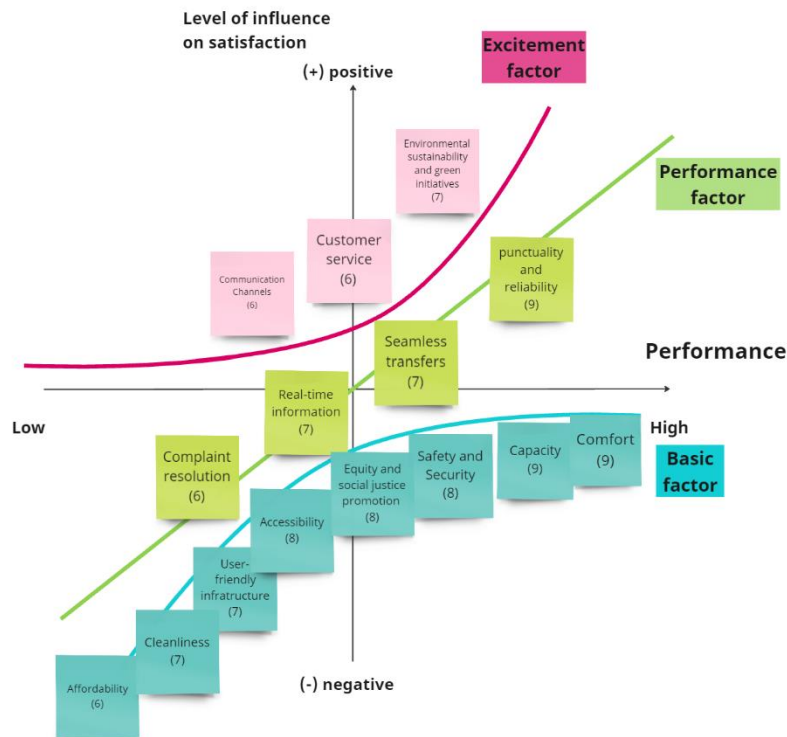 Level of influence
on satisfaction
(+) positive
Excitement
factor
Environmental
sustainability
and green
initiatives
(7)
Performance
factor
Customer
service
(6)
punctuality and
reliability
(9)
Communication
Channels
(6)
Seamless
transfers
(7)
Performance
Real-time
information
(7)
Low
High
Complaint
resolution
(6)
Equity and
social justice
promotion
(8)
Safety and
Security
(8)
Capacity
(9)
Comfort
(9)
Basic
factor
Accessibility
(8)
User-
friendly
infratructure
(7)
Cleanliness
(7)
Affordability
(6)
(-) negative